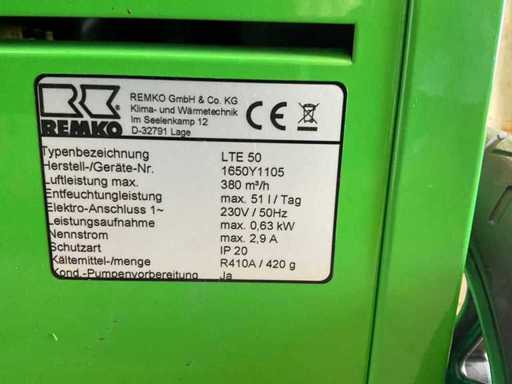 REMKO GmbH & Co. KG
Klima- und Wärmetechnik
Im Seelenkamp 12
D-32791 Lage
REMKO®
CE
Typenbezeichnung LTE 50
Herstell-/Geräte-Nr. 1650Y1105
Luftleistung max. 380 m³/h
Entfeuchtungleistung max. 51 l / Tag
Elektro-Anschluss 1~ 230V / 50Hz
Leistungsaufnahme max. 0,63 kW
Nennstrom max. 2,9 A
Schutzart IP 20
Kältemittel-/menge R410A / 420 g
Kond.-Pumpenvorbereitung Ja